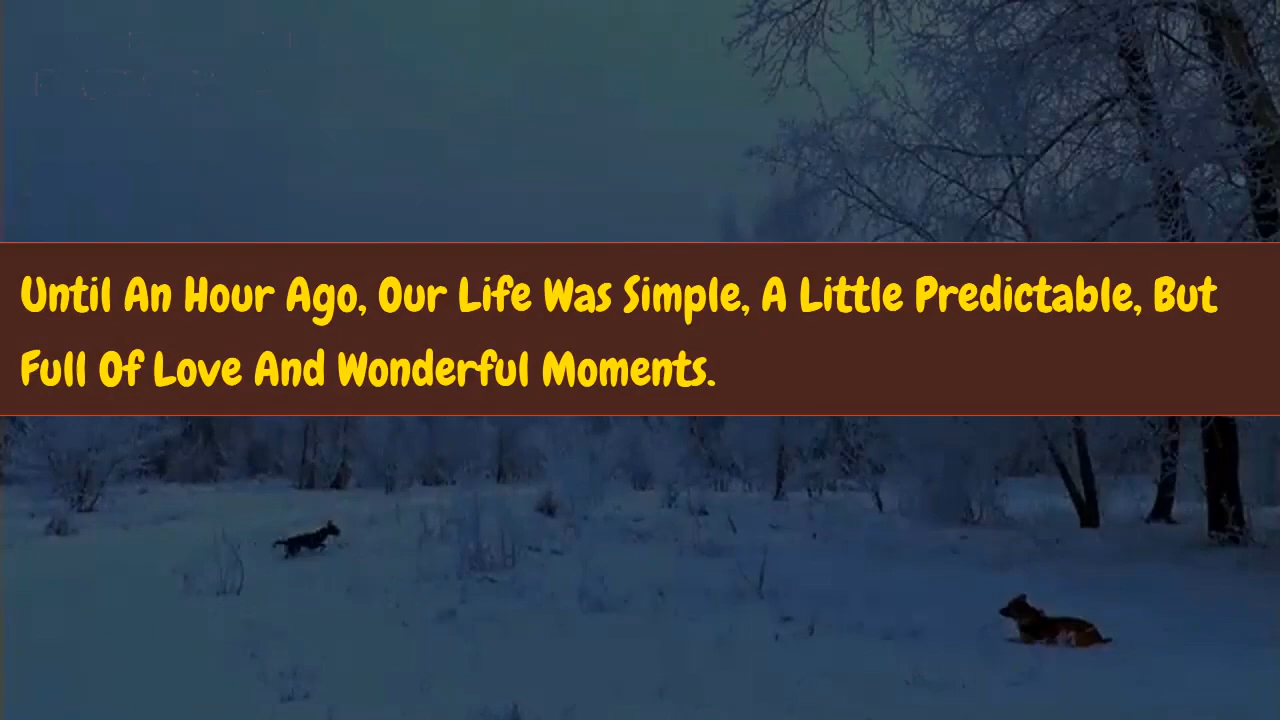 Until An Hour Ago, Our Life Was Simple, A Little Predictable, But
Full Of Love And Wonderful Moments.